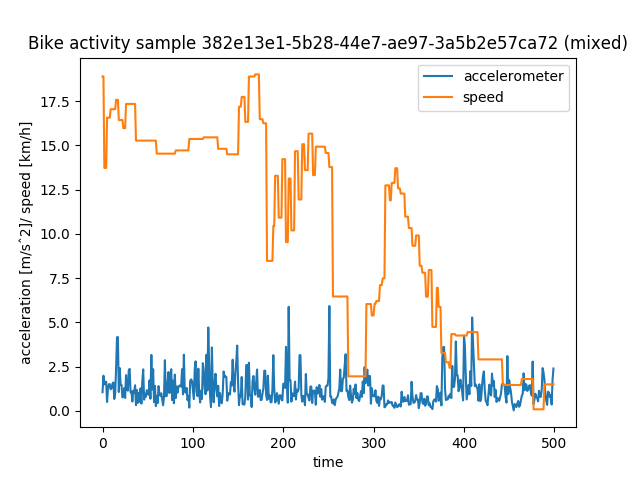 Bike activity sample 382e13e1-5b28-44e7-ae97-3a5b2e57ca72 (mixed)
accelerometer
speed
acceleration [m/s^2]/ speed [km/h]
17.5
15.0
12.5
10.0
7.5
5.0
2.5
0.0
0 100 200 300 400 500
time